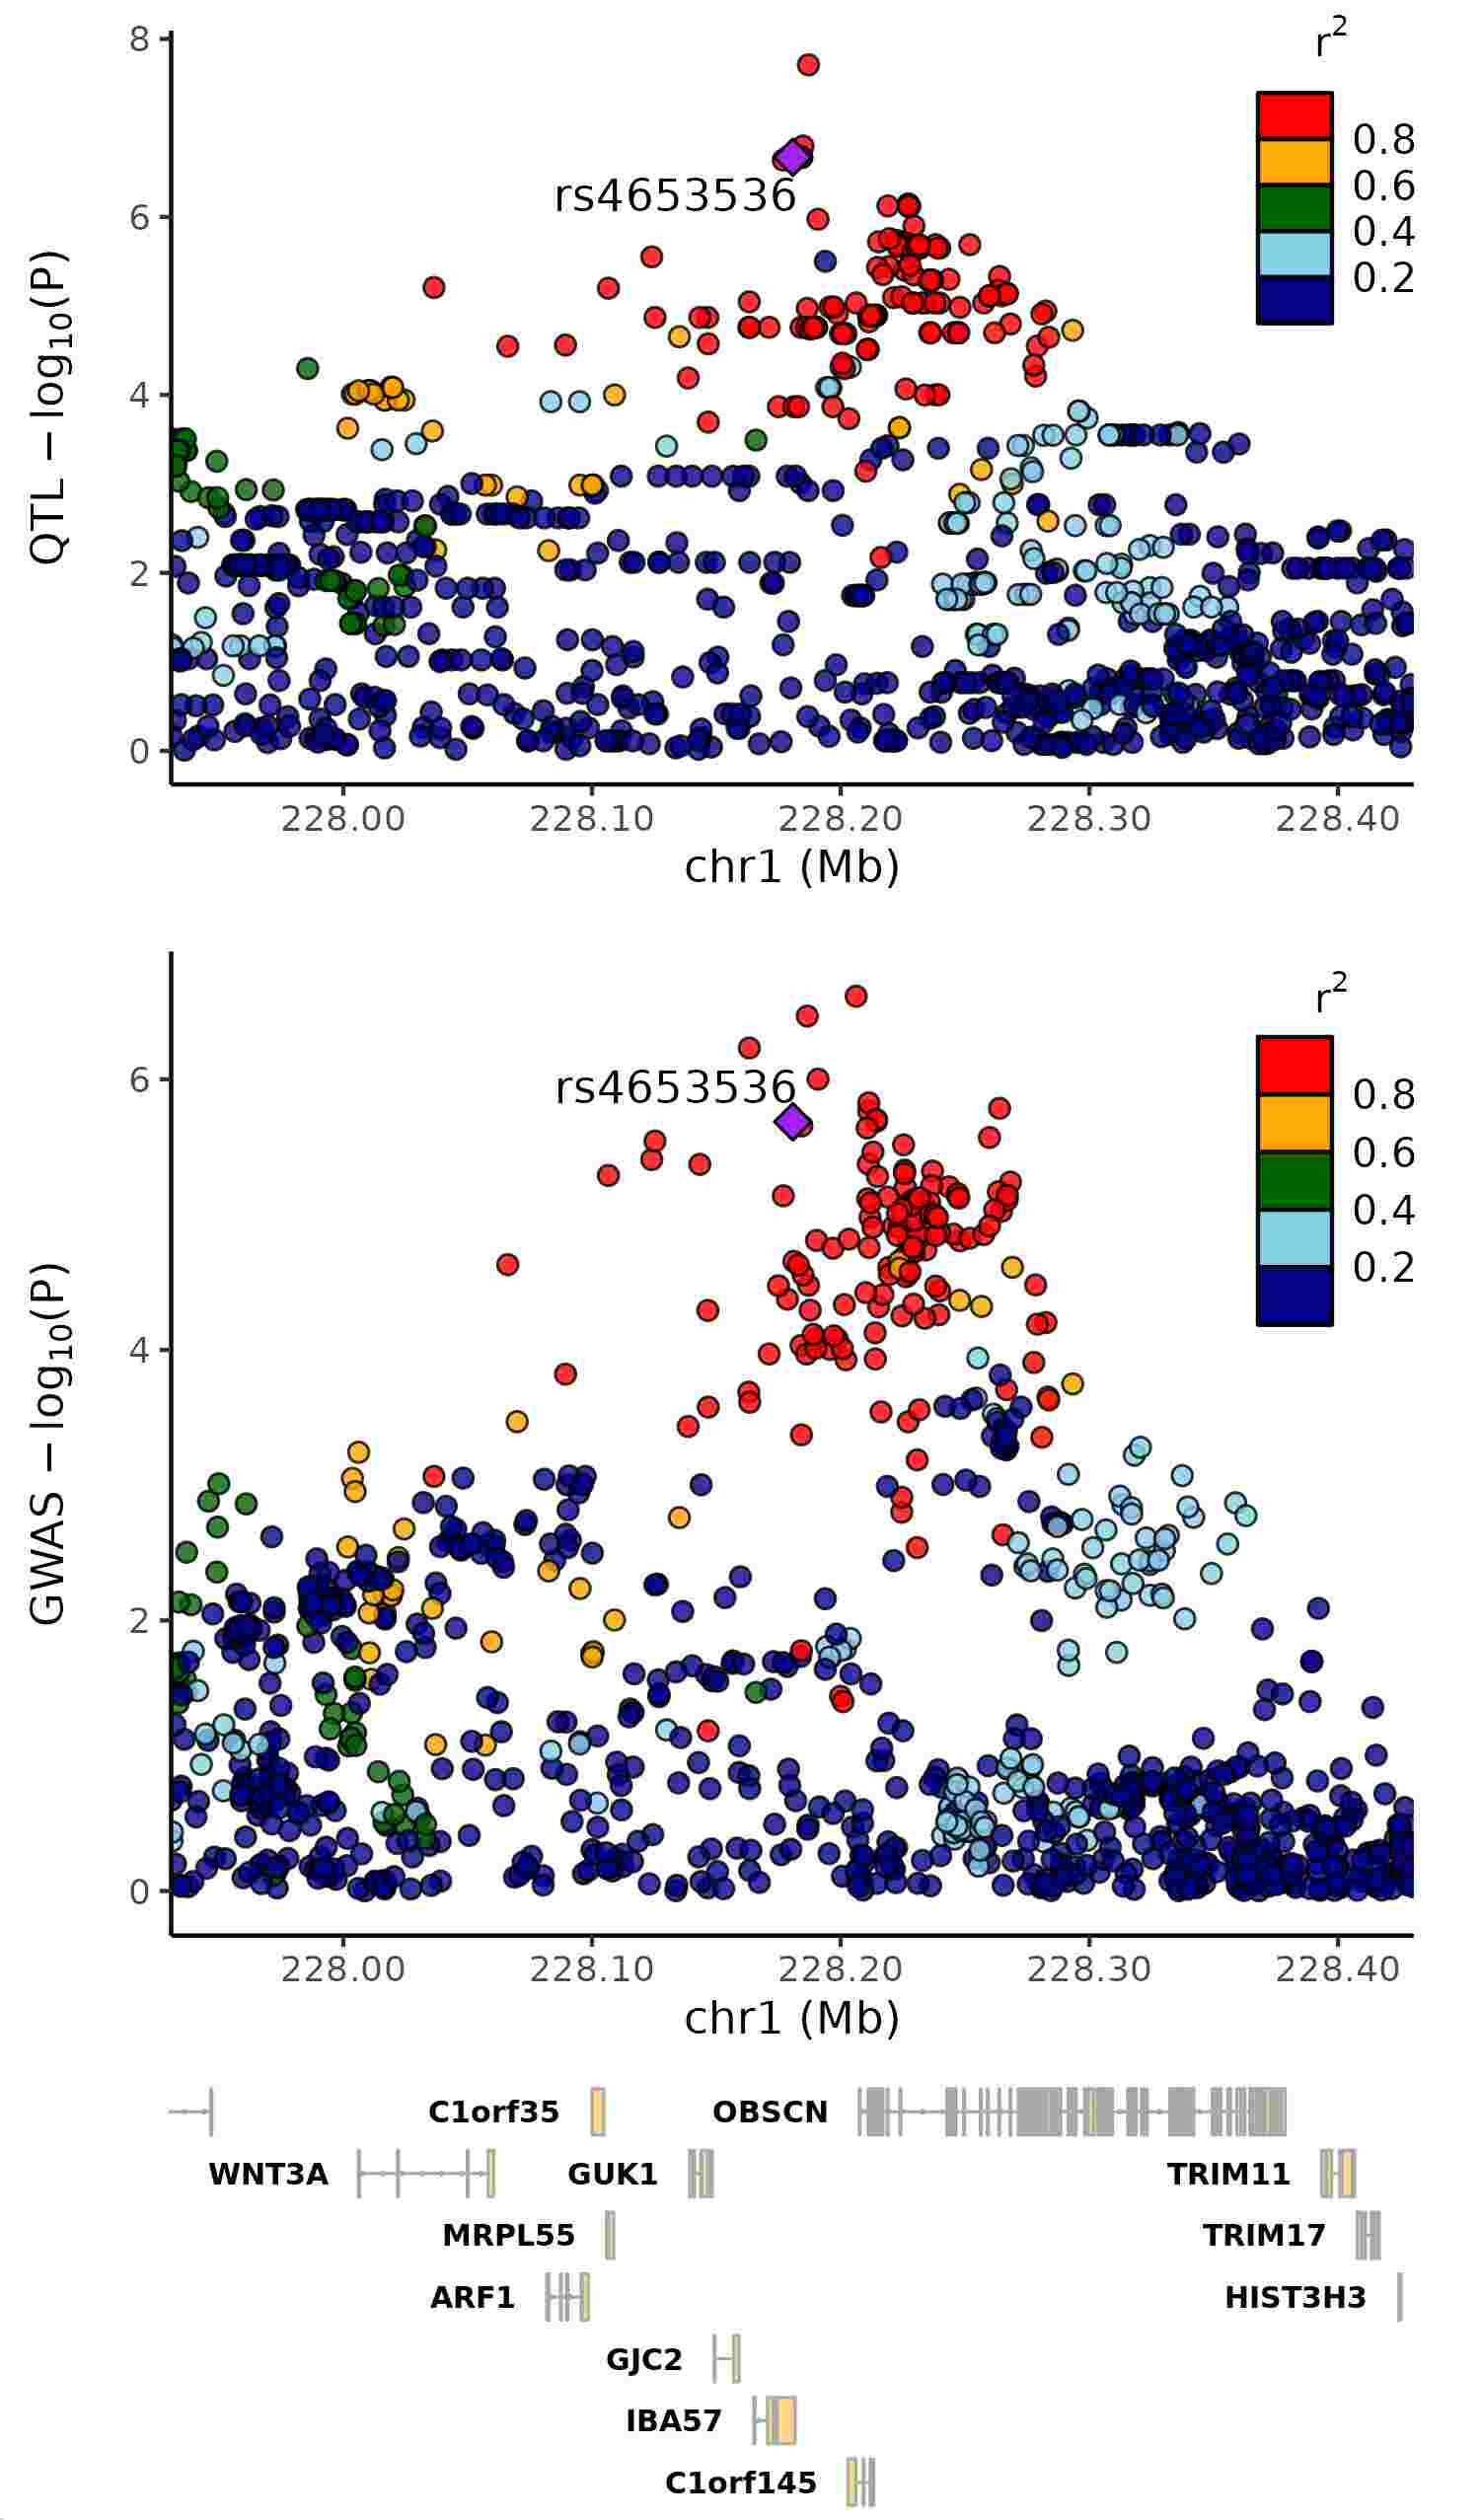 r2
8
6
4
2
0
QTL −log10(P)
rs4653536
0.8
0.6
0.4
0.2
228.00 228.10 228.20 228.30 228.40
chr1 (Mb)
r2
6
4
2
0
GWAS −log10(P)
rs4653536
0.8
0.6
0.4
0.2
228.00 228.10 228.20 228.30 228.40
chr1 (Mb)
C1orf35 OBSCN
WNT3A GUK1 TRIM11
MRPL55 TRIM17
ARF1 HIST3H3
GJC2
IBA57
C1orf145